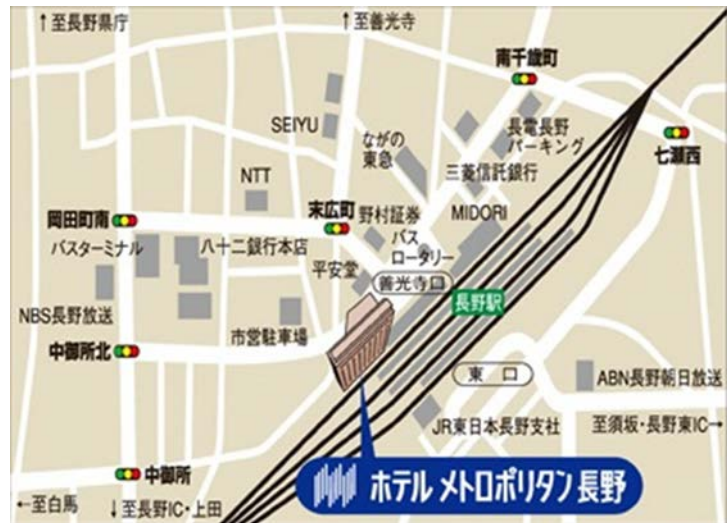 ↑至長野県庁
↑至善光寺
南千歳町
SEIYU
ながの
東急
長電長野
パーキング
七瀬西
三菱信託銀行
NTT
岡田町南
末広町
野村証券
MIDORI
バスターミナル
八十二銀行本店
バス
ロータリー
平安堂
善光寺口
長野駅
NBS長野放送
市営駐車場
中御所北
東口
ABN長野朝日放送
JR東日本長野支社
至須坂・長野東IC→
中御所
ホテル メトロポリタン 長野
←至白馬
↓至長野IC・上田